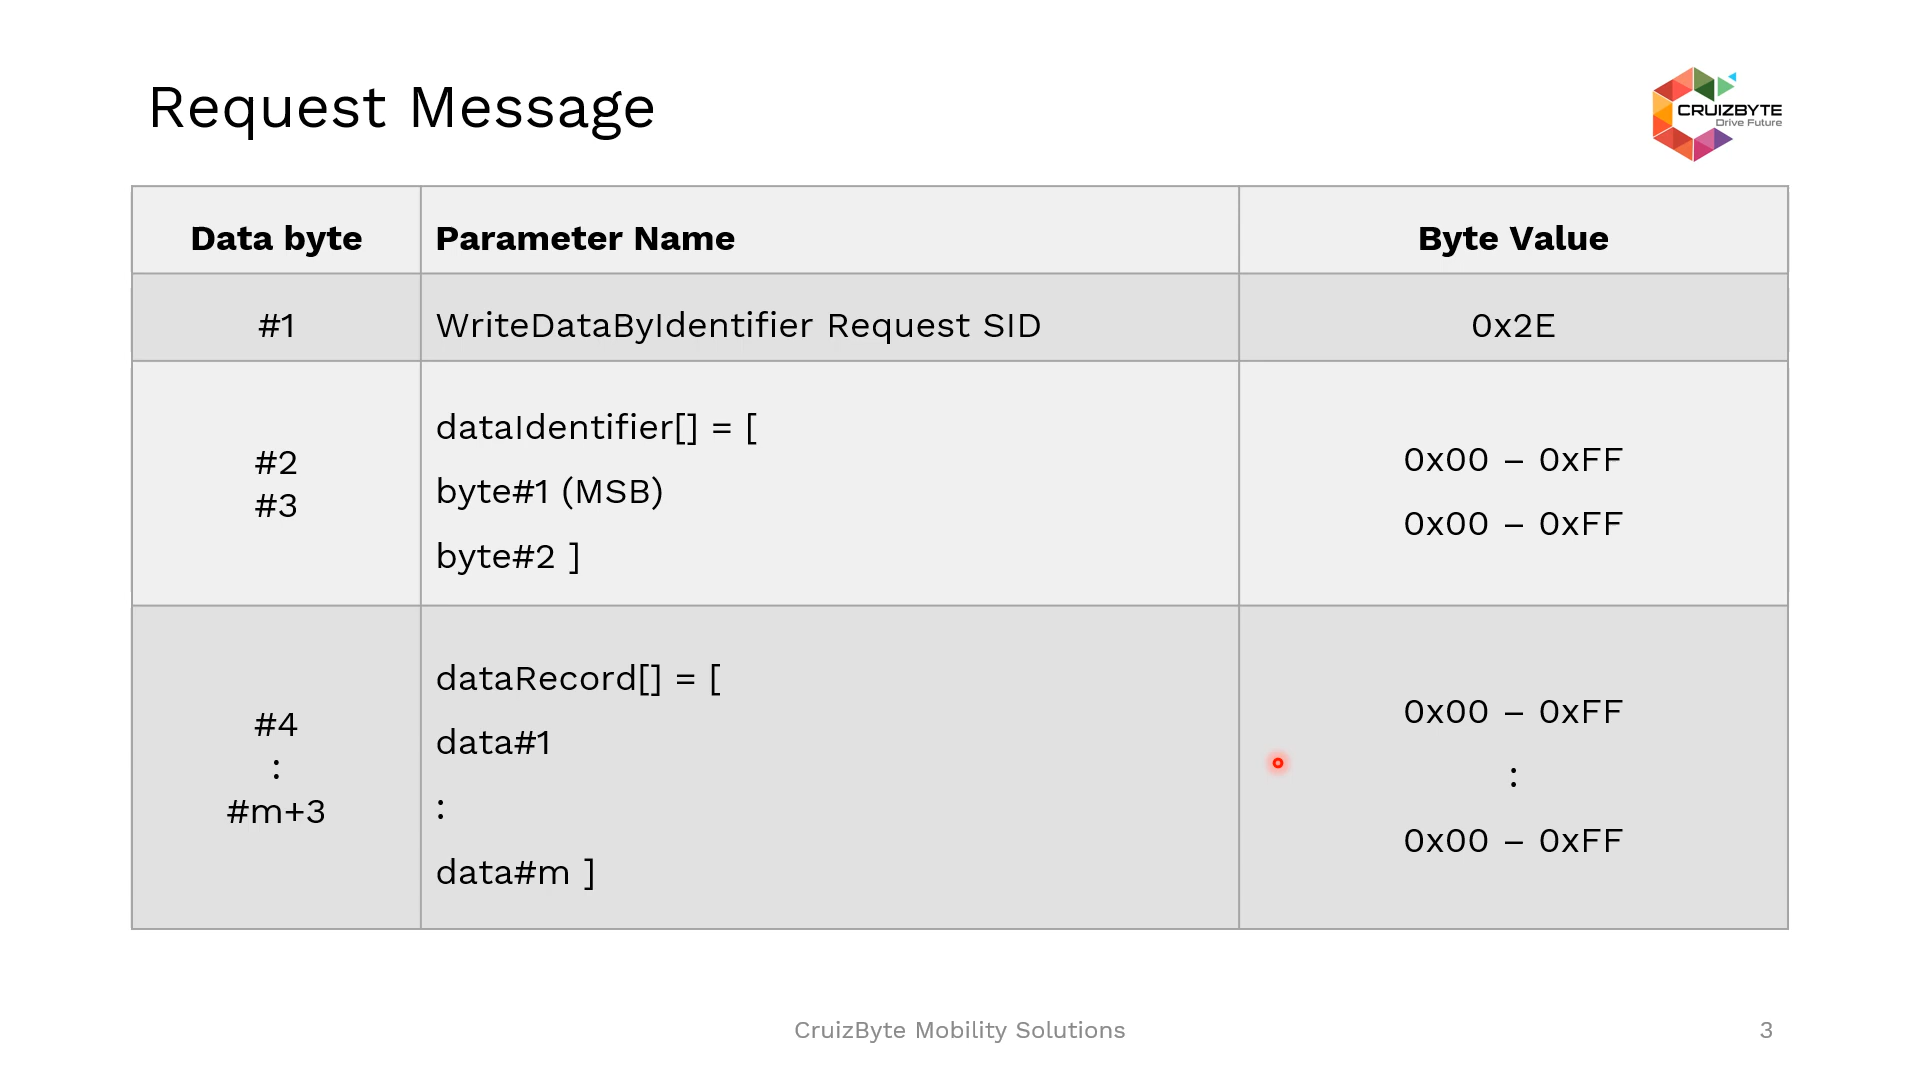 Request Message
CRUIZBYTE
Drive Future
Data byte
Parameter Name
Byte Value
#1
WriteDataByIdentifier Request SID
0x2E
#2
#3
dataIdentifier[] = [
byte#1 (MSB)
byte#2 ]
0x00 – 0xFF
0x00 – 0xFF
#4
:
#m+3
dataRecord[] = [
data#1
:
data#m ]
0x00 – 0xFF
:
0x00 – 0xFF
CruizByte Mobility Solutions
3